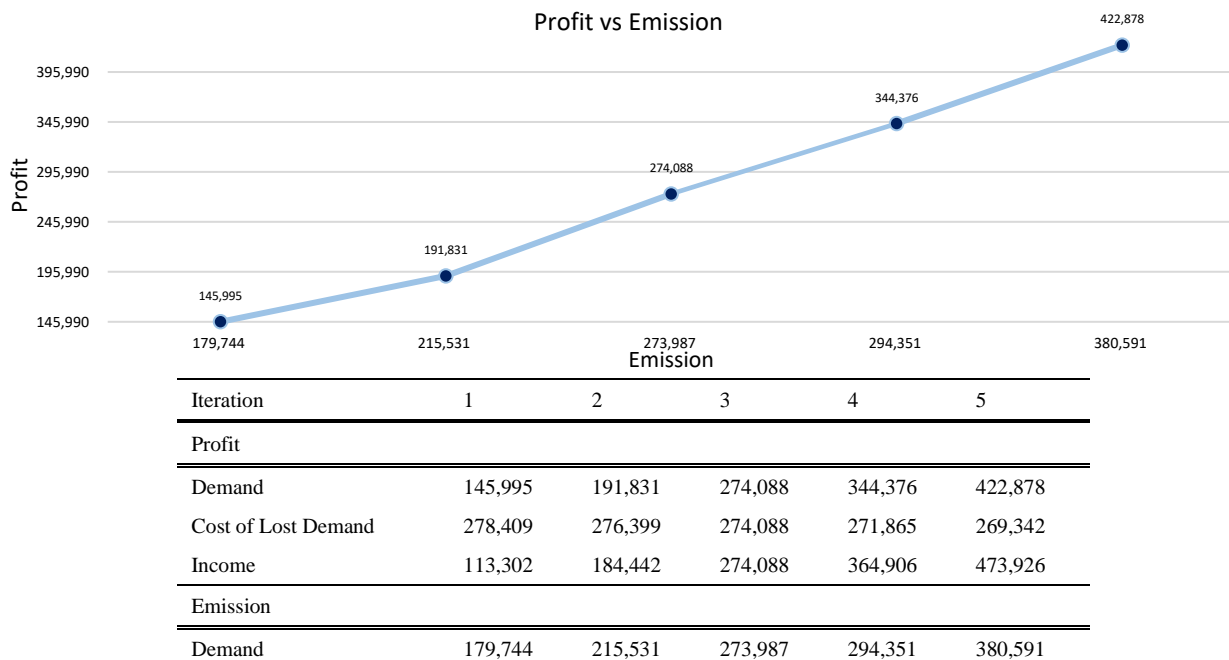 Profit vs Emission
422,878
395,990
344,376
345,990
274,088
295,990
Profit
245,990
191,831
195,990
145,995
145,990
179,744 215,531 273,987 294,351 380,591
Emission
Iteration 1 2 3 4 5
Profit
Demand 145,995 191,831 274,088 344,376 422,878
Cost of Lost Demand 278,409 276,399 274,088 271,865 269,342
Income 113,302 184,442 274,088 364,906 473,926
Emission
Demand 179,744 215,531 273,987 294,351 380,591